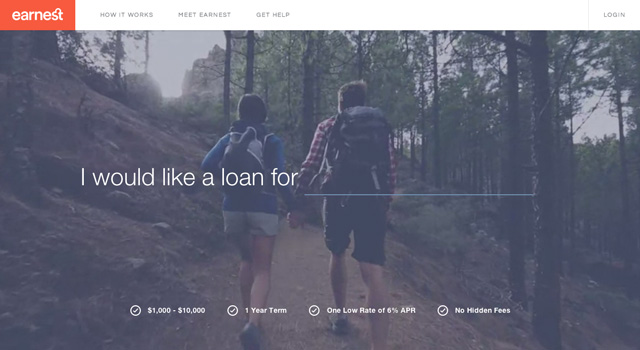 earnest HOW IT WORKS MEET EARNEST GET HELP LOGIN
I would like a loan for
$1,000 - $10,000 1 Year Term One Low Rate of 6% APR No Hidden Fees